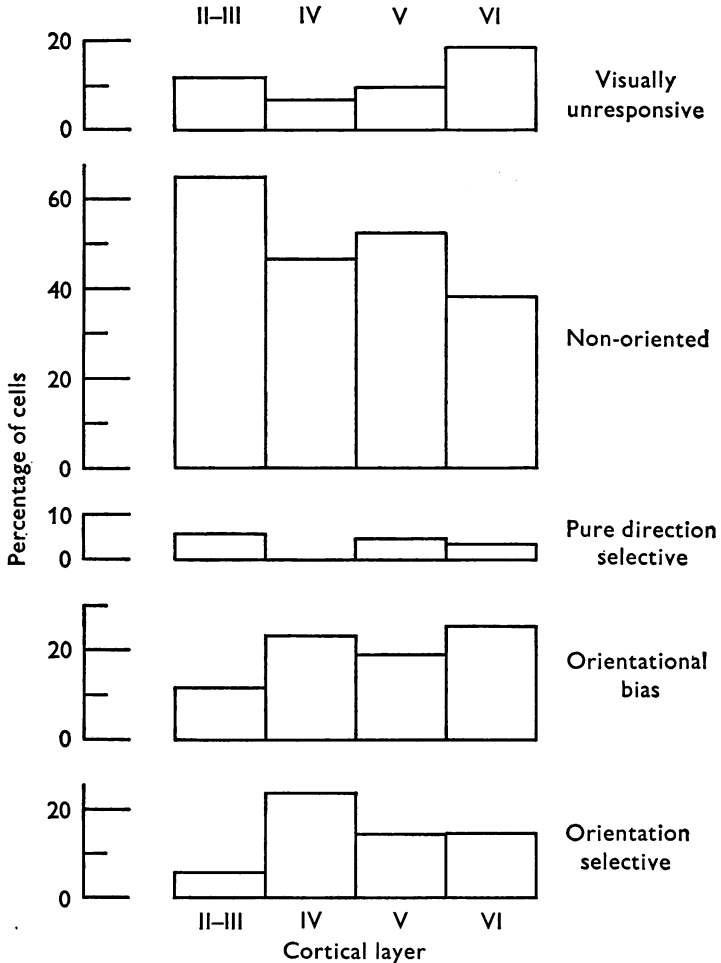 II–III IV V VI
20
0
Visually
unresponsive
60
40
20
0
Non-oriented
Percentage of cells
10
0
Pure direction
selective
20
0
Orientational
bias
20
0
Orientation
selective
II–III IV V VI
Cortical layer